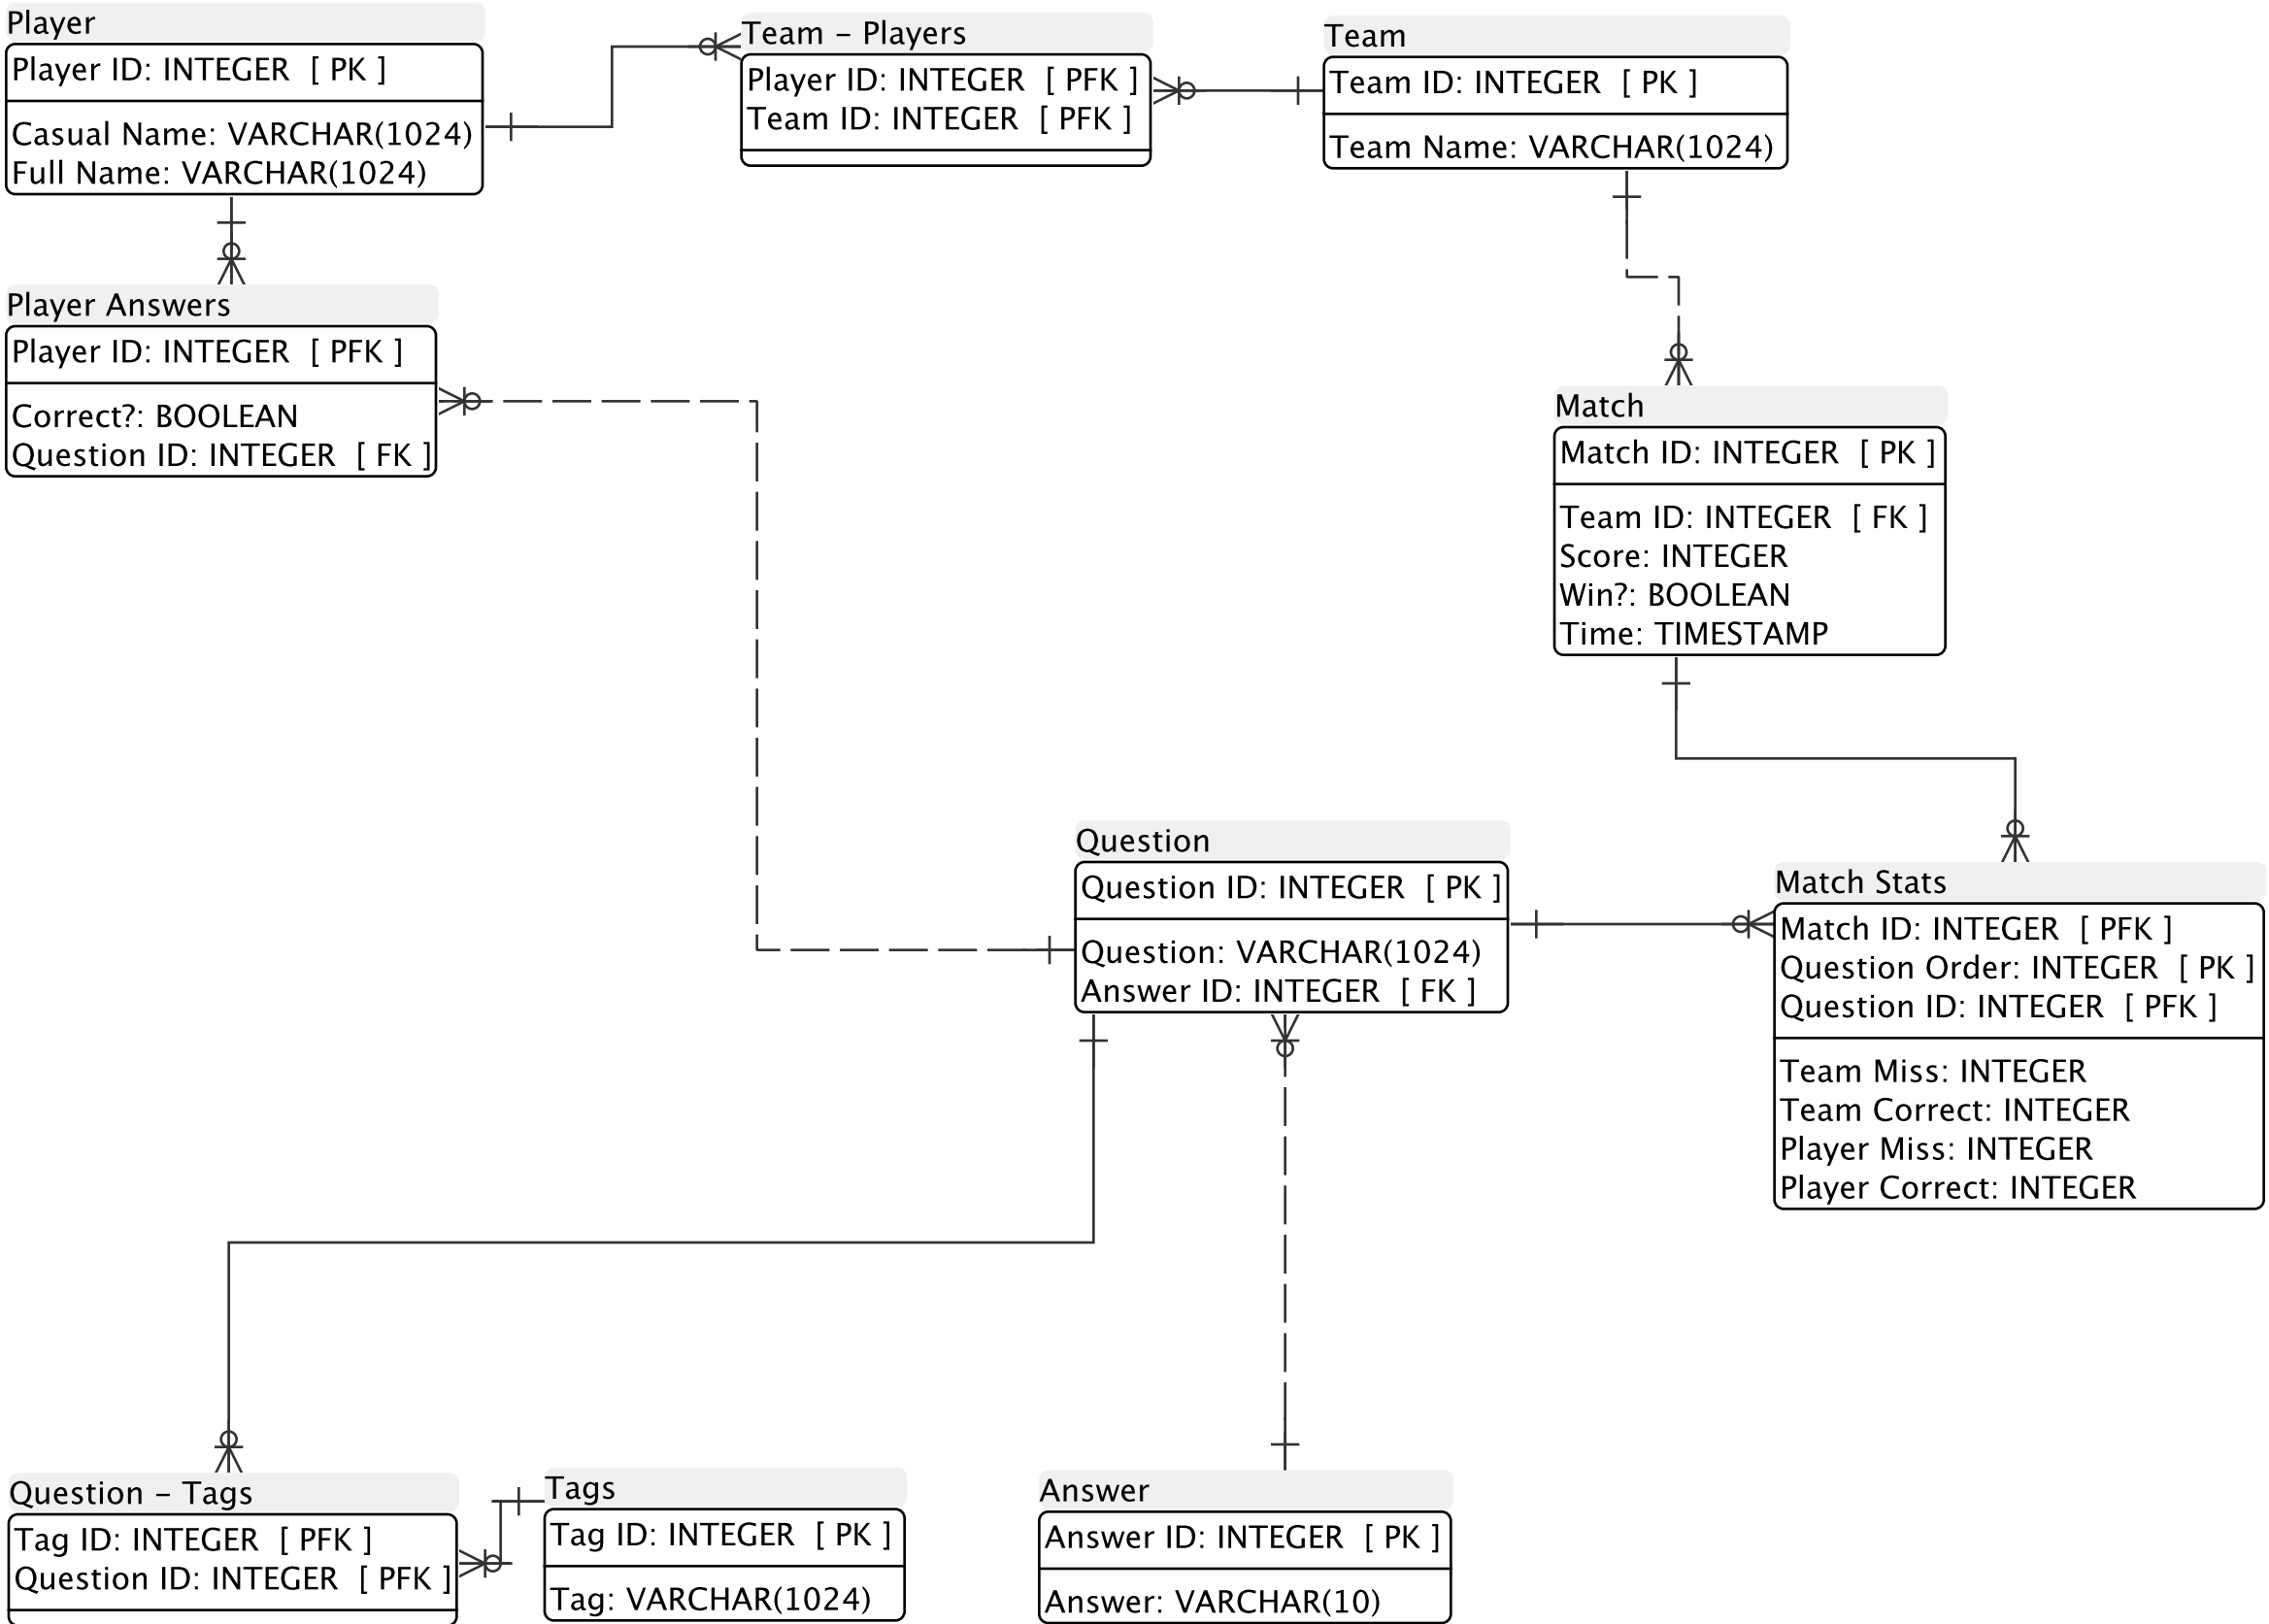 Player
Player ID: INTEGER [ PK ]
Casual Name: VARCHAR(1024)
Full Name: VARCHAR(1024)
Team - Players
Player ID: INTEGER [ PFK ]
Team ID: INTEGER [ PFK ]
Team
Team ID: INTEGER [ PK ]
Team Name: VARCHAR(1024)
Player Answers
Player ID: INTEGER [ PFK ]
Correct?: BOOLEAN
Question ID: INTEGER [ FK ]
Match
Match ID: INTEGER [ PK ]
Team ID: INTEGER [ FK ]
Score: INTEGER
Win?: BOOLEAN
Time: TIMESTAMP
Question
Question ID: INTEGER [ PK ]
Question: VARCHAR(1024)
Answer ID: INTEGER [ FK ]
Match Stats
Match ID: INTEGER [ PFK ]
Question Order: INTEGER [ PK ]
Question ID: INTEGER [ PFK ]
Team Miss: INTEGER
Team Correct: INTEGER
Player Miss: INTEGER
Player Correct: INTEGER
Question - Tags
Tag ID: INTEGER [ PFK ]
Question ID: INTEGER [ PFK ]
Tags
Tag ID: INTEGER [ PK ]
Tag: VARCHAR(1024)
Answer
Answer ID: INTEGER [ PK ]
Answer: VARCHAR(10)